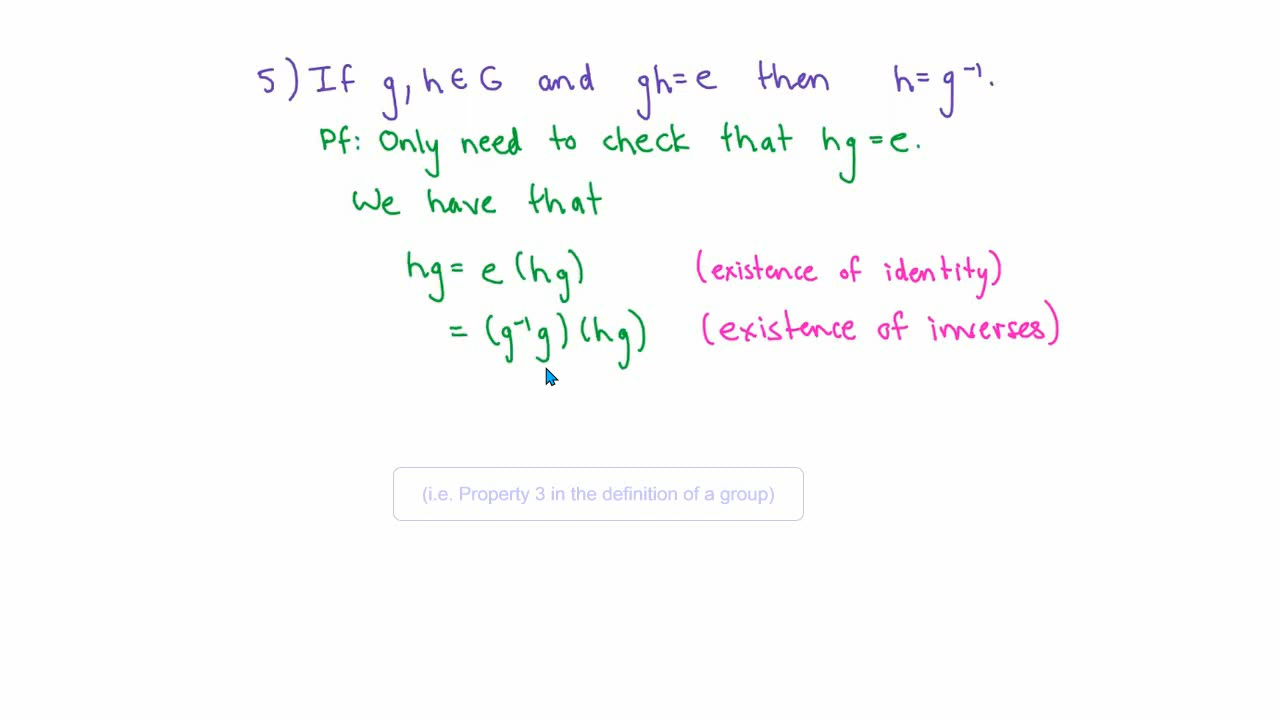 5) If g, h ∈ G and gh = e then h = g⁻¹.
Pf: Only need to check that hg = e.
We have that
hg = e (hg) (existence of identity)
= (g⁻¹g) (hg) (existence of inverses)
(i.e. Property 3 in the definition of a group)